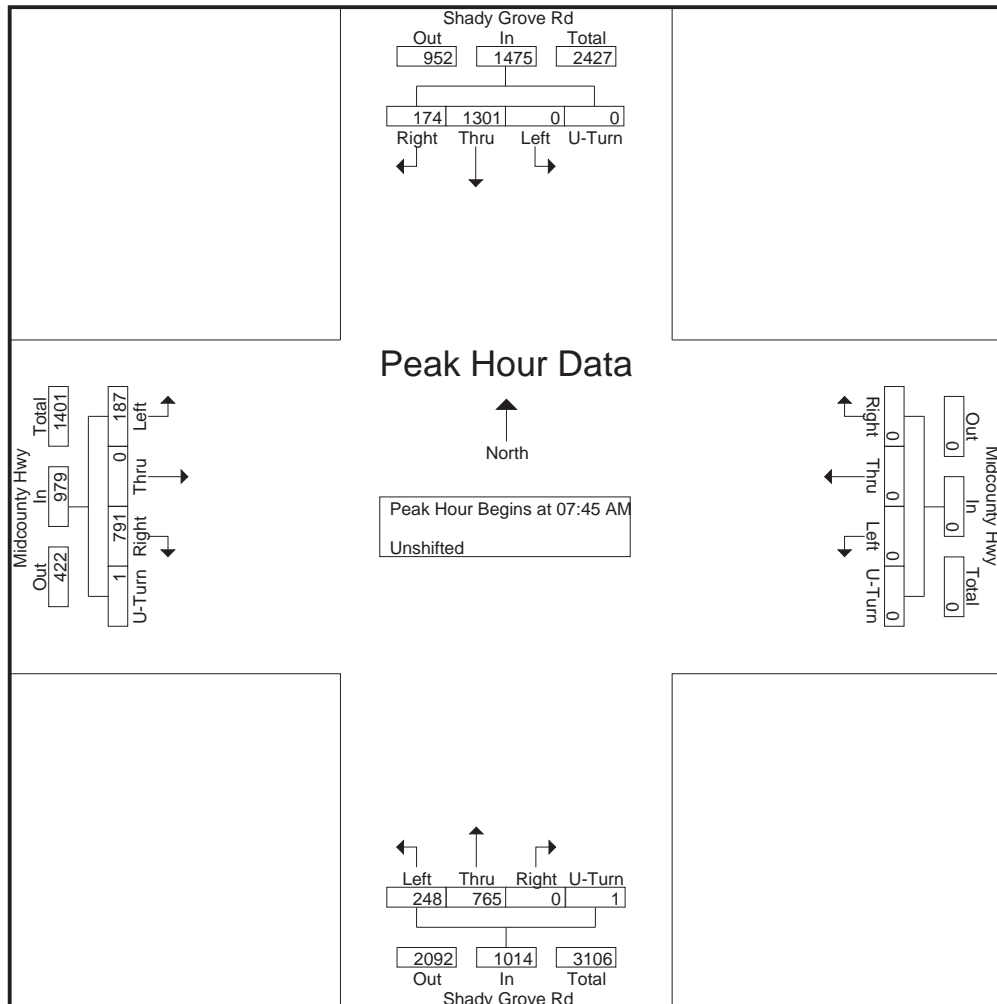 Shady Grove Rd
Out In Total
952 1475 2427
174 1301 0 0
Right Thru Left U-Turn
Peak Hour Data
North
Peak Hour Begins at 07:45 AM
Unshifted
Midcounty Hwy
Out In Total
422 979 1401
1 791 0 187
U-Turn Right Thru Left
Midcounty Hwy
Out In Total
0 0 0
Right Thru Left U-Turn
0 0 0 0
Left Thru Right U-Turn
248 765 0 1
2092 1014 3106
Out In Total
Shady Grove Rd